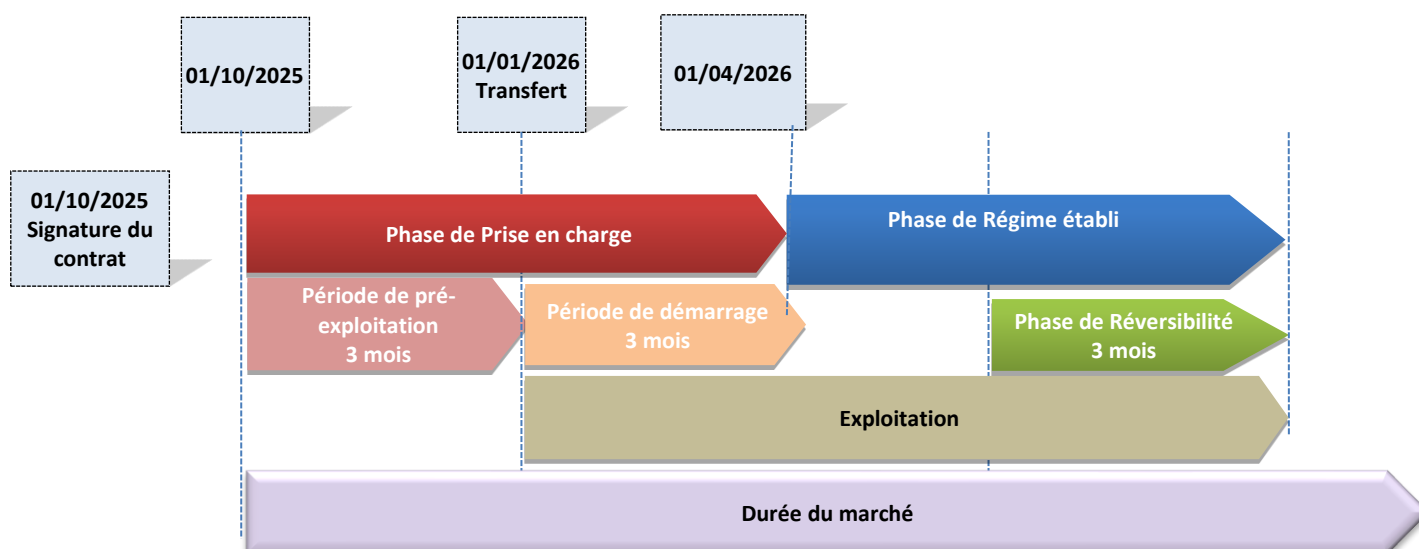 01/10/2025
01/01/2026
Transfert
01/04/2026
01/10/2025
Signature du
contrat
Phase de Prise en charge
Phase de Régime établi
Période de pré-
exploitation
3 mois
Période de démarrage
3 mois
Phase de Réversibilité
3 mois
Exploitation
Durée du marché